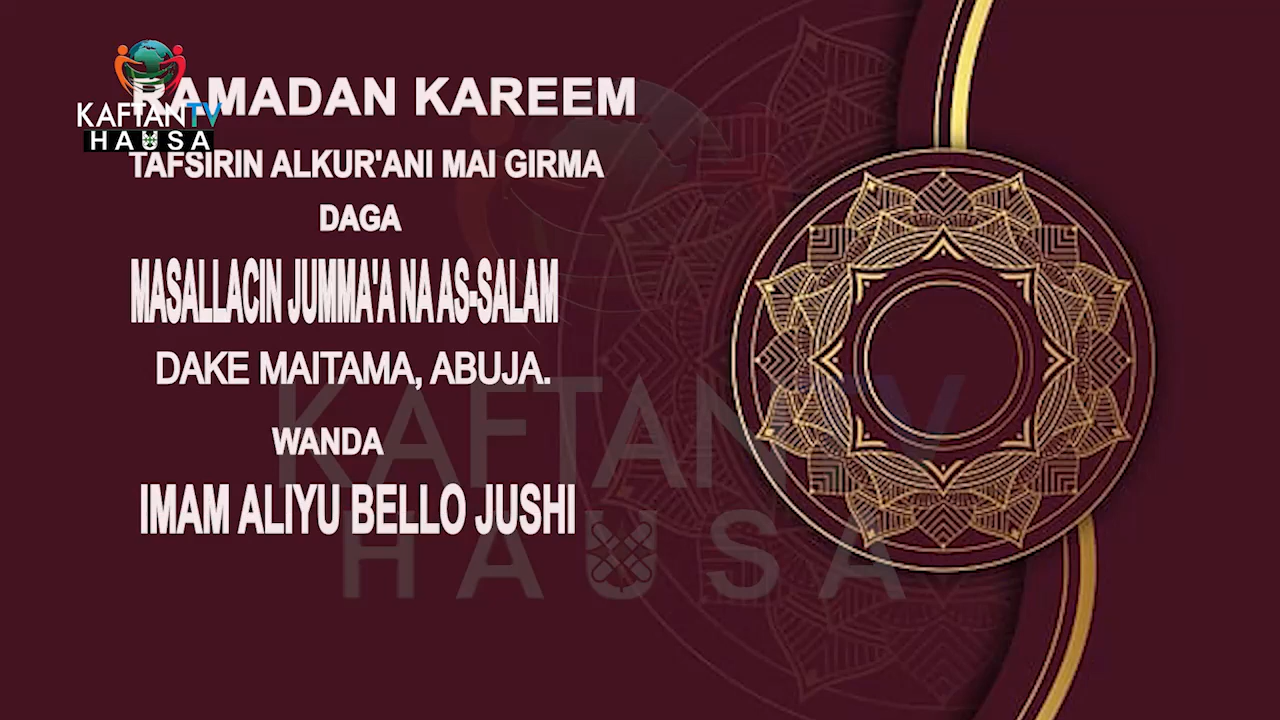 RAMADAN KAREEM
KAFTAN TV
HAUSA
TAFSIRIN ALKUR'ANI MAI GIRMA
DAGA
MASALLACIN JUMMA'A NA AS-SALAM
DAKE MAITAMA, ABUJA.
WANDA
IMAM ALIYU BELLO JUSHI
KAFTAN TV
HAUSA